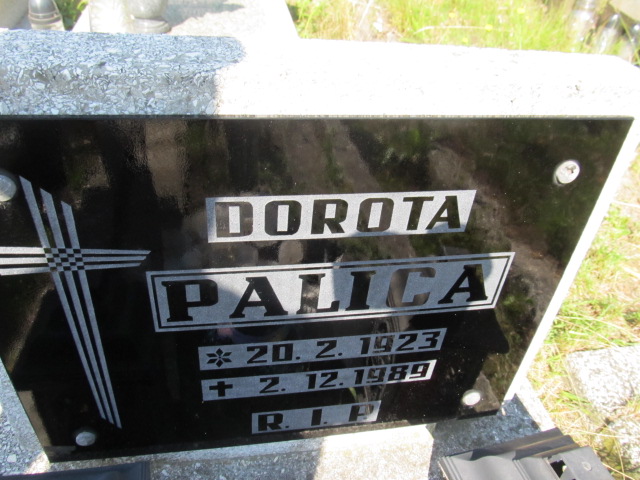 DOROTA
PALICA
* 20. 2. 1923
+ 2. 12. 1989
R. I. P